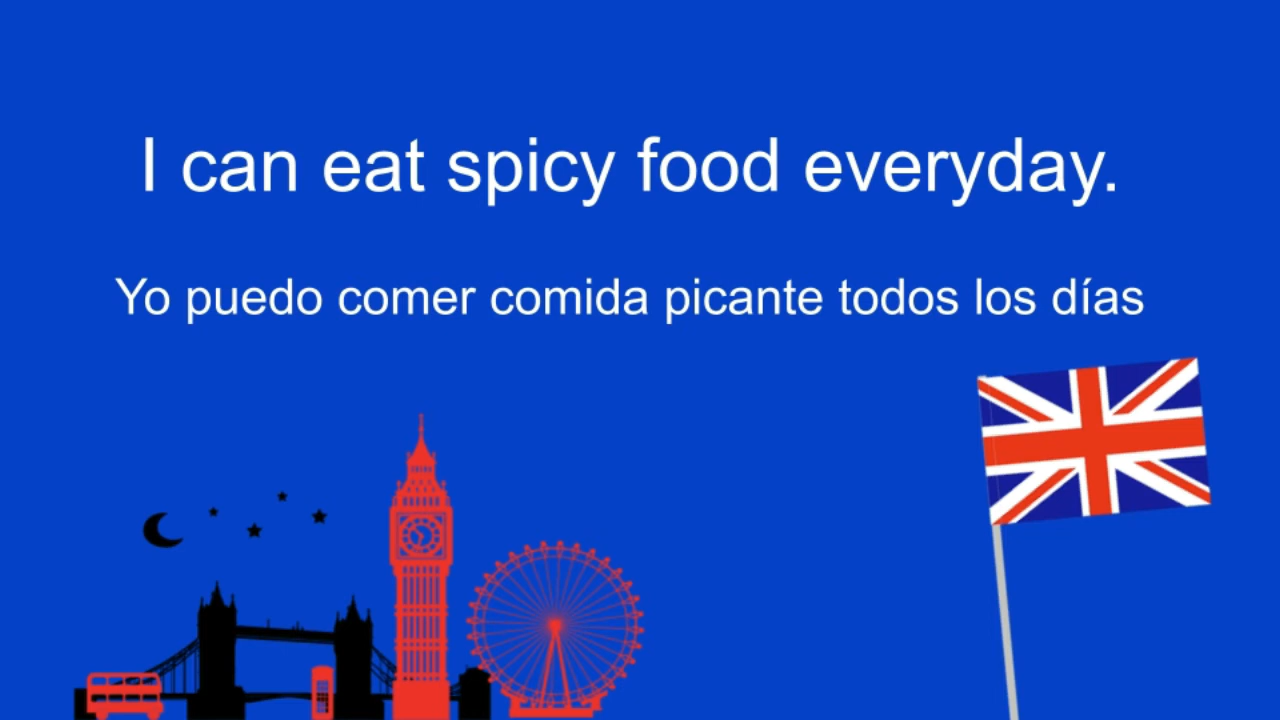 I can eat spicy food everyday.
Yo puedo comer comida picante todos los días